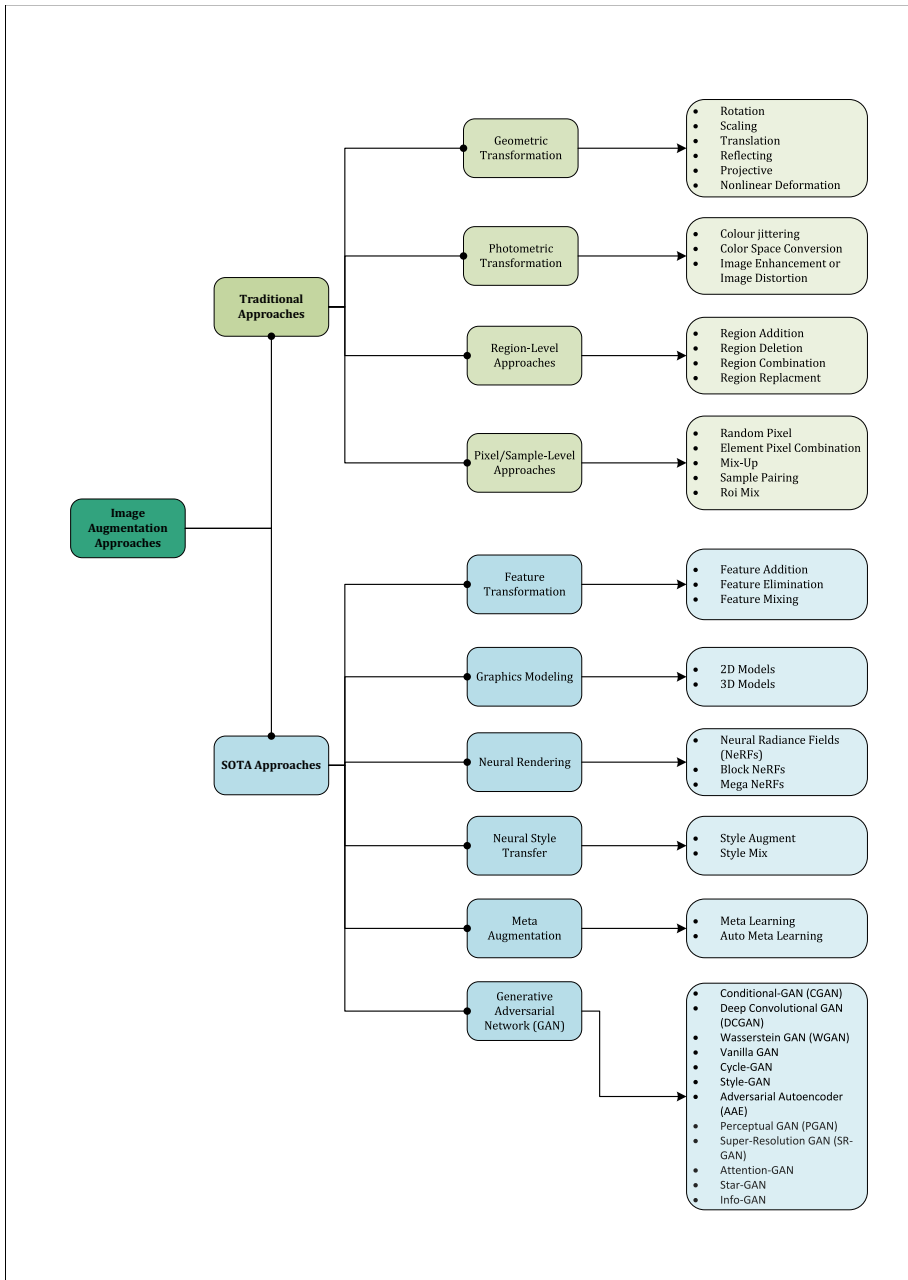 Image
Augmentation
Approaches
Traditional
Approaches
Geometric
Transformation
• Rotation
• Scaling
• Translation
• Reflecting
• Projective
• Nonlinear Deformation
Photometric
Transformation
• Colour jittering
• Color Space Conversion
• Image Enhancement or
Image Distortion
Region-Level
Approaches
• Region Addition
• Region Deletion
• Region Combination
• Region Replacment
Pixel/Sample-Level
Approaches
• Random Pixel
• Element Pixel Combination
• Mix-Up
• Sample Pairing
• Roi Mix
SOTA Approaches
Feature
Transformation
• Feature Addition
• Feature Elimination
• Feature Mixing
Graphics Modeling
• 2D Models
• 3D Models
Neural Rendering
• Neural Radiance Fields
(NeRFs)
• Block NeRFs
• Mega NeRFs
Neural Style
Transfer
• Style Augment
• Style Mix
Meta
Augmentation
• Meta Learning
• Auto Meta Learning
Generative
Adversarial
Network (GAN)
• Conditional-GAN (CGAN)
• Deep Convolutional GAN
(DCGAN)
• Wasserstein GAN (WGAN)
• Vanilla GAN
• Cycle-GAN
• Style-GAN
• Adversarial Autoencoder
(AAE)
• Perceptual GAN (PGAN)
• Super-Resolution GAN (SR-
GAN)
• Attention-GAN
• Star-GAN
• Info-GAN